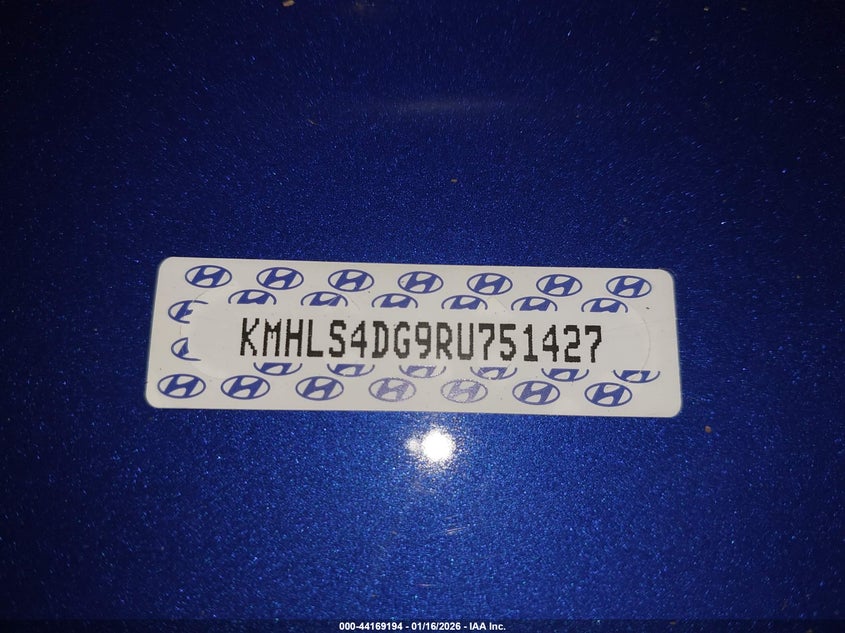 KMHLS4DG9RU751427
000-44169194 - 01/16/2026 - IAA Inc.